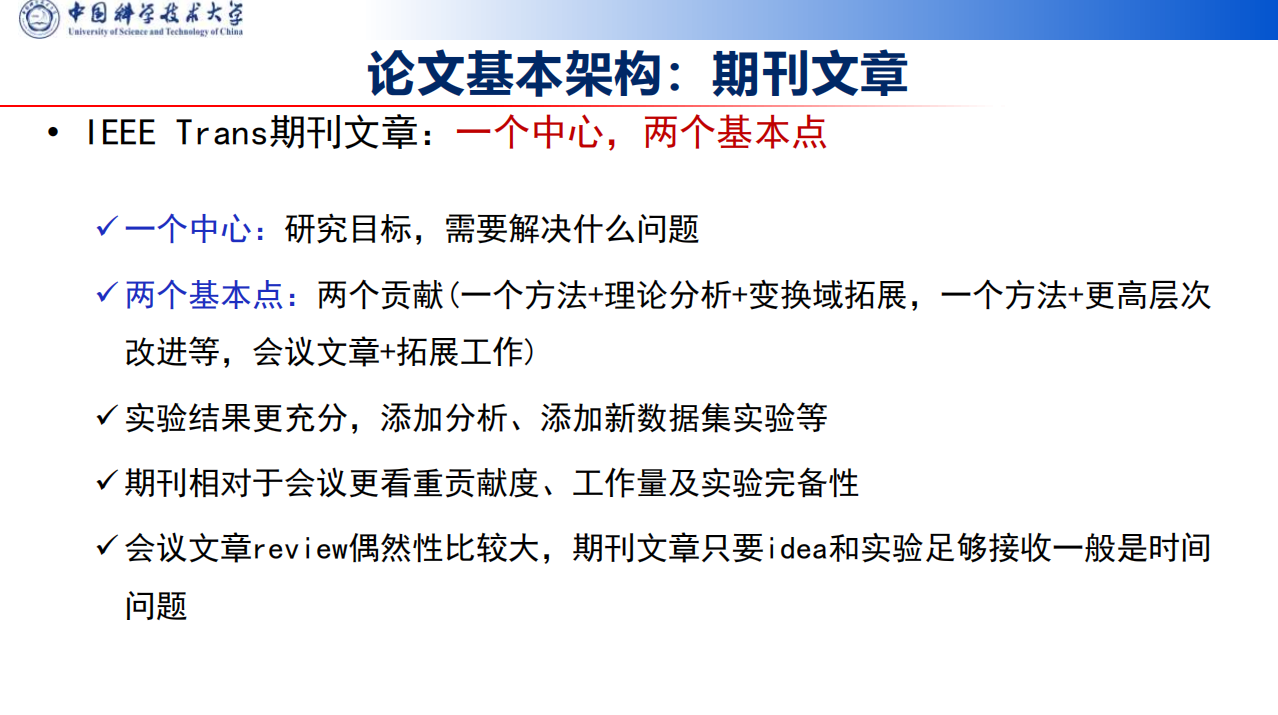 中国科学技术大学
University of Science and Technology of China
论文基本架构：期刊文章
• IEEE Trans期刊文章：一个中心，两个基本点
✓一个中心：研究目标，需要解决什么问题
✓两个基本点：两个贡献(一个方法+理论分析+变换域拓展，一个方法+更高层次
改进等，会议文章+拓展工作)
✓实验结果更充分，添加分析、添加新数据集实验等
✓期刊相对于会议更看重贡献度、工作量及实验完备性
✓会议文章review偶然性比较大，期刊文章只要idea和实验足够接收一般是时间
问题